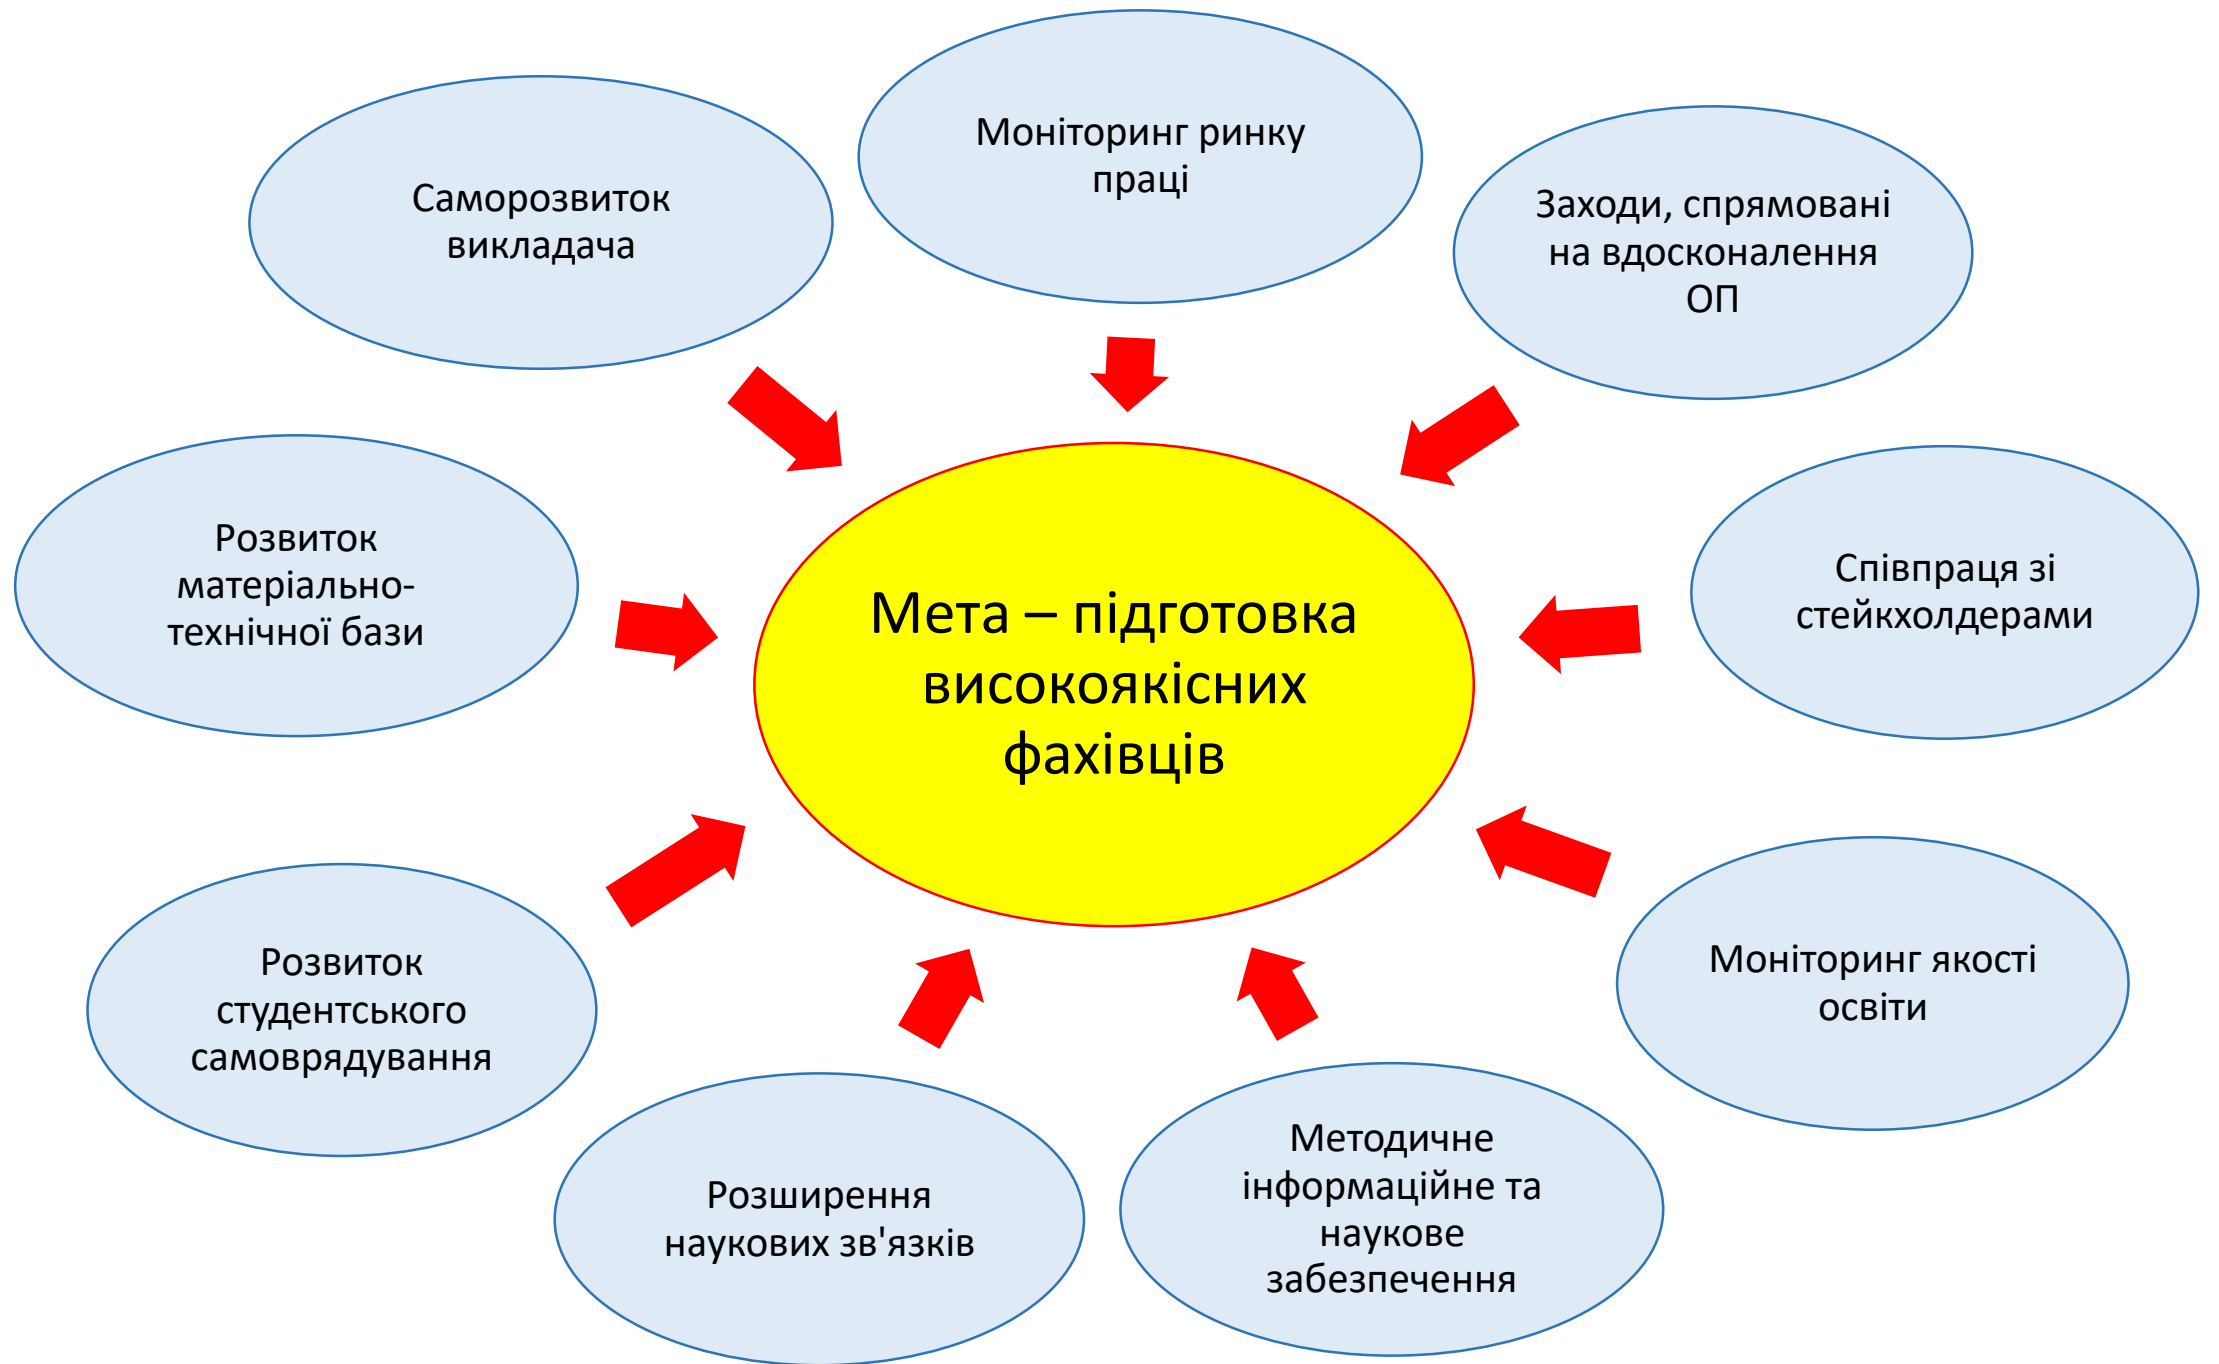 Моніторинг ринку
праці
Саморозвиток
викладача
Заходи, спрямовані
на вдосконалення
ОП
Розвиток
матеріально-
технічної бази
Співпраця зі
стейкхолдерами
Мета – підготовка
високоякісних
фахівців
Розвиток
студентського
самоврядування
Моніторинг якості
освіти
Розширення
наукових зв'язків
Методичне
інформаційне та
наукове
забезпечення